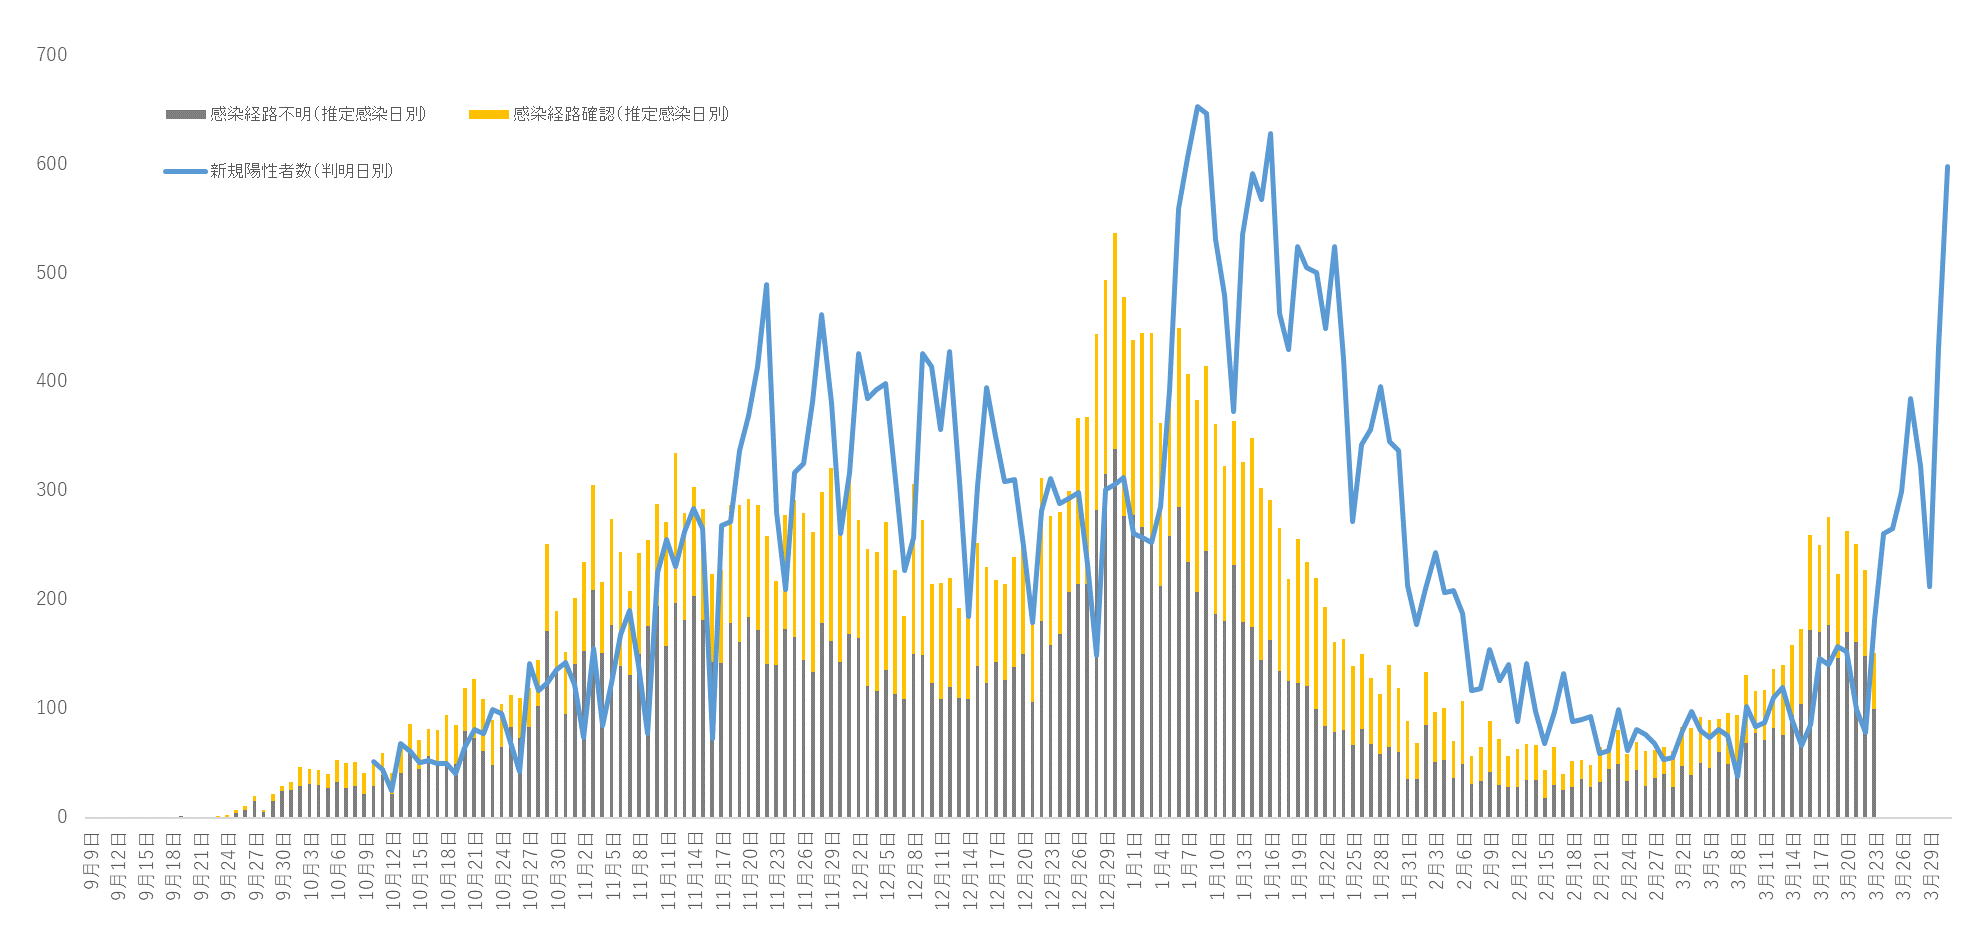 700
感染経路不明（推定感染日別）
感染経路確認（推定感染日別）
600
新規陽性者数（判明日別）
500
400
300
200
100
0
9月9日
9月12日
9月15日
9月18日
9月21日
9月24日
9月27日
9月30日
10月3日
10月6日
10月9日
10月12日
10月15日
10月18日
10月21日
10月24日
10月27日
10月30日
11月2日
11月5日
11月8日
11月11日
11月14日
11月17日
11月20日
11月23日
11月26日
11月29日
12月2日
12月5日
12月8日
12月11日
12月14日
12月17日
12月20日
12月23日
12月26日
12月29日
1月1日
1月4日
1月7日
1月10日
1月13日
1月16日
1月19日
1月22日
1月25日
1月28日
1月31日
2月3日
2月6日
2月9日
2月12日
2月15日
2月18日
2月21日
2月24日
2月27日
3月2日
3月5日
3月8日
3月11日
3月14日
3月17日
3月20日
3月23日
3月26日
3月29日